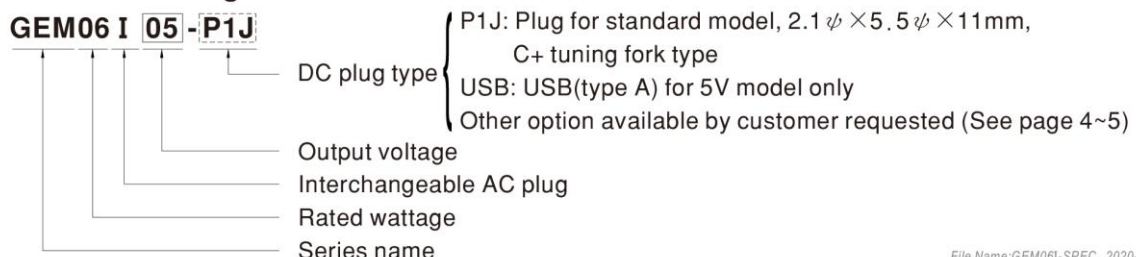 GEM06 I 05 -P1J
DC plug type
P1J: Plug for standard model, 2.1ψ×5.5ψ×11mm,
C+ tuning fork type
USB: USB(type A) for 5V model only
Other option available by customer requested (See page 4~5)
Output voltage
Interchangeable AC plug
Rated wattage
Series name
File Name:GEM06I-SPEC 2020-